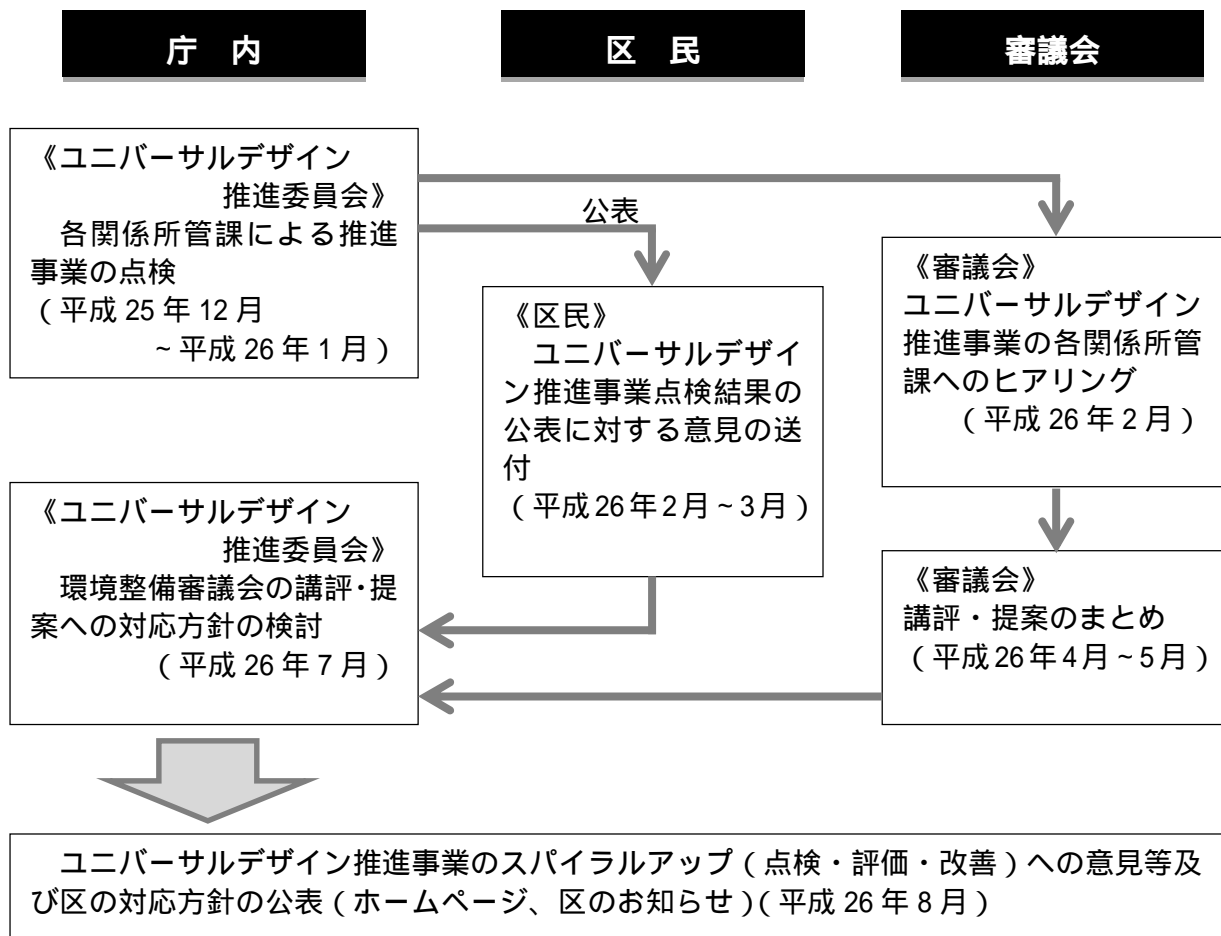 庁　内
区　民
審議会
《ユニバーサルデザイン
推進委員会》
各関係所管課による推進
事業の点検
（平成 25 年 12 月
~ 平成 26 年 1 月）
公表
《区民》
ユニバーサルデザイ
ン推進事業点検結果の
公表に対する意見の送
付
（平成 26 年 2 月 ~ 3 月）
《審議会》
ユニバーサルデザイン
推進事業の各関係所管
課へのヒアリング
（平成 26 年 2 月）
《ユニバーサルデザイン
推進委員会》
環境整備審議会の講評・提
案への対応方針の検討
（平成 26 年 7 月）
《審議会》
講評・提案のまとめ
（平成 26 年 4 月 ~ 5 月）
ユニバーサルデザイン推進事業のスパイラルアップ（点検・評価・改善）への意見等及
び区の対応方針の公表（ホームページ、区のお知らせ）（平成 26 年 8 月）